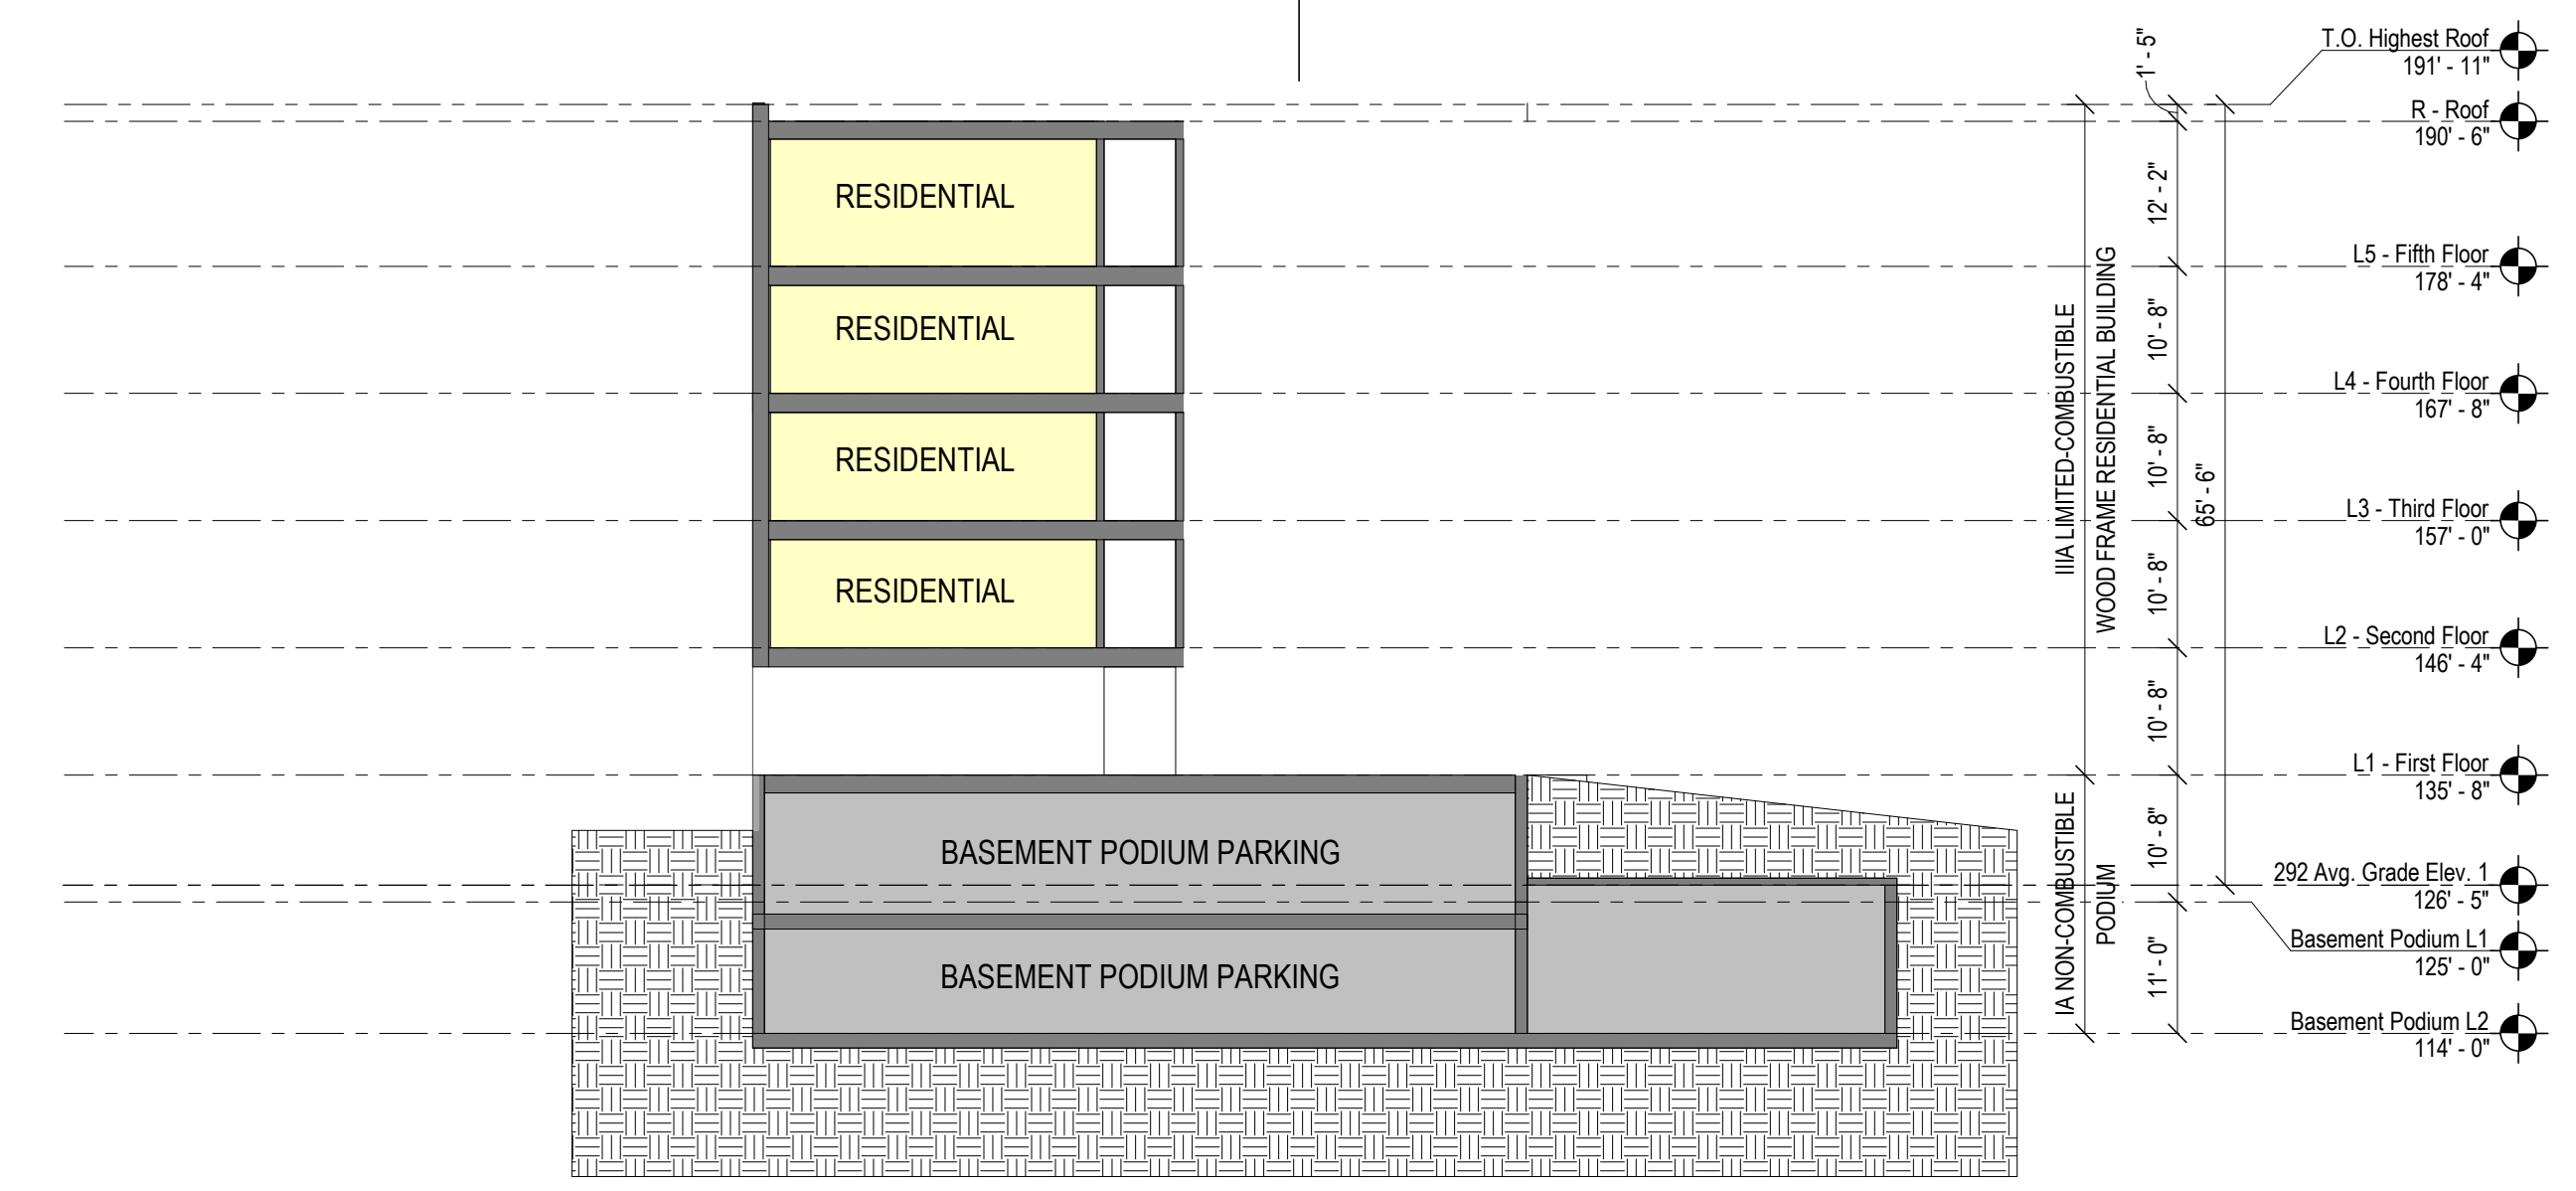 1' - 5"
T.O. Highest Roof
191' - 11"
R - Roof
190' - 6"
RESIDENTIAL
12' - 2"
L5 - Fifth Floor
178' - 4"
RESIDENTIAL
10' - 8"
L4 - Fourth Floor
167' - 8"
RESIDENTIAL
10' - 8"
L3 - Third Floor
157' - 0"
RESIDENTIAL
10' - 8"
L2 - Second Floor
146' - 4"
IIIA LIMITED-COMBUSTIBLE
WOOD FRAME RESIDENTIAL BUILDING
65' - 6"
10' - 8"
L1 - First Floor
135' - 8"
BASEMENT PODIUM PARKING
10' - 8"
292 Avg. Grade Elev. 1
126' - 5"
Basement Podium L1
125' - 0"
BASEMENT PODIUM PARKING
IA NON-COMBUSTIBLE
PODIUM
11' - 0"
Basement Podium L2
114' - 0"